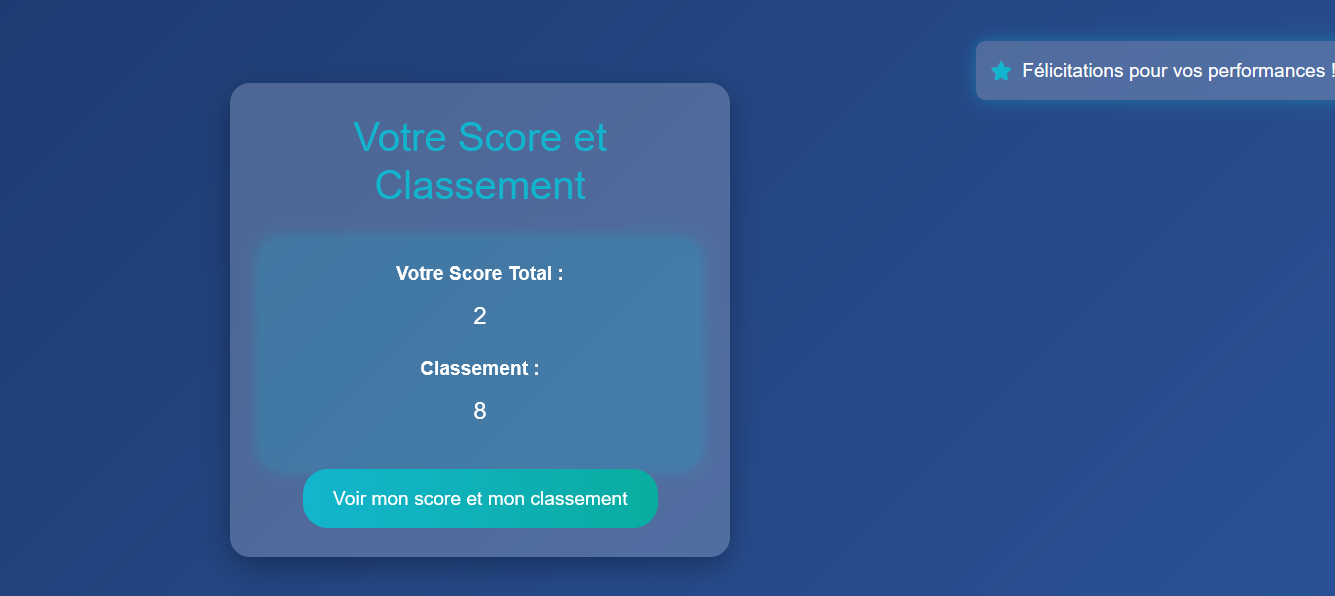 Félicitations pour vos performances !
Votre Score et
Classement
Votre Score Total :
2
Classement :
8
Voir mon score et mon classement